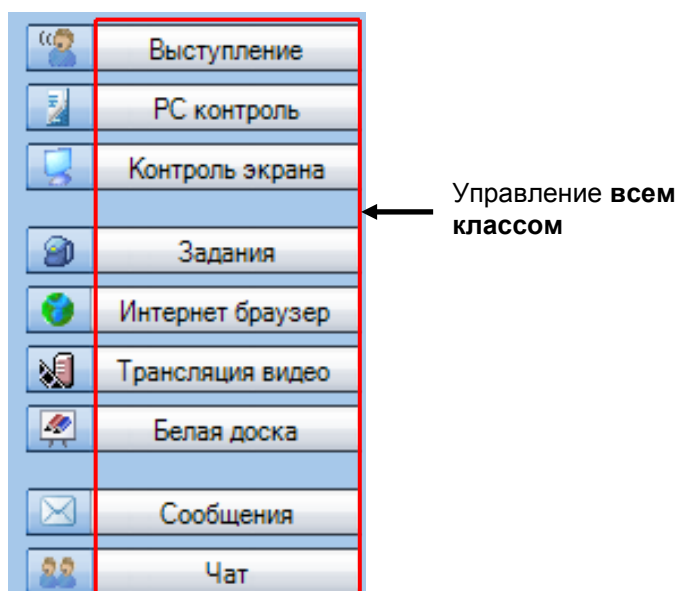 Выступление
PC контроль
Контроль экрана
Управление всем
классом
Задания
Интернет браузер
Трансляция видео
Белая доска
Сообщения
Чат